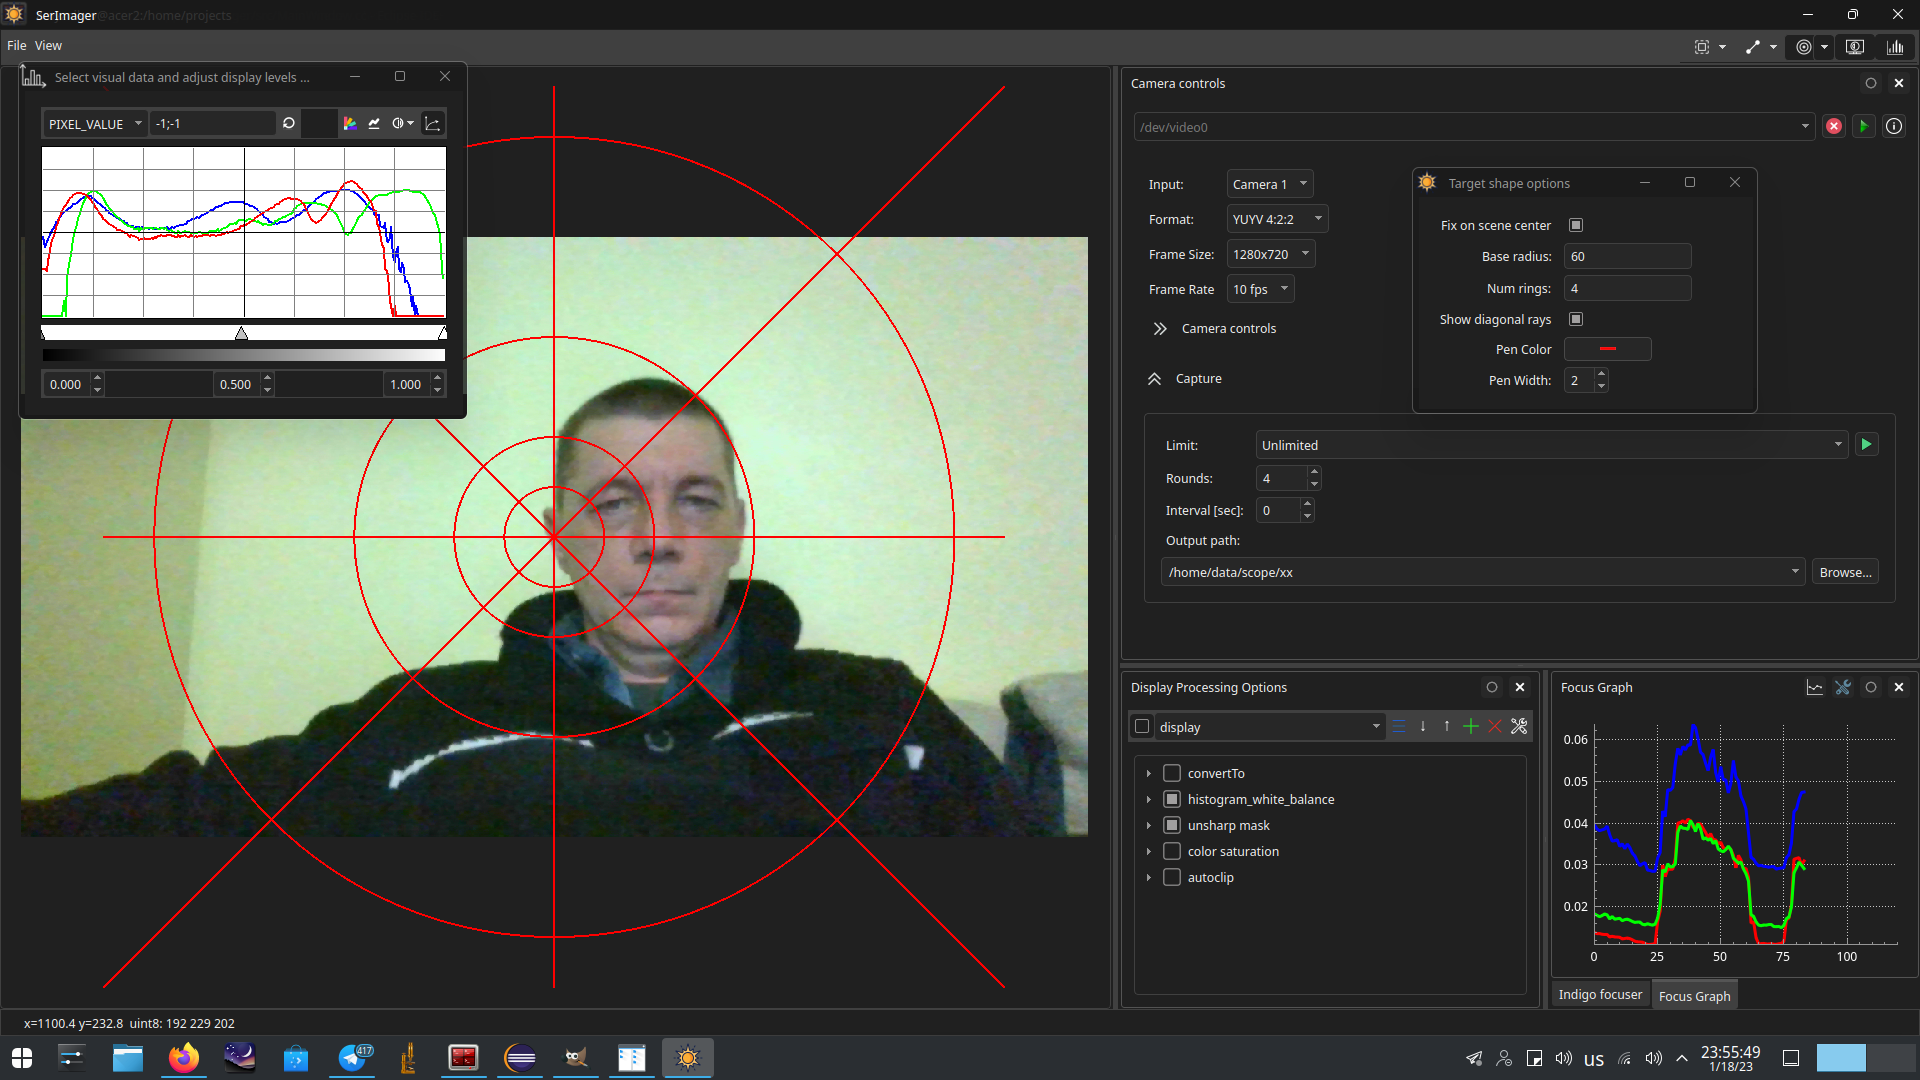 SerImager@acer2:/home/projects
File View
Select visual data and adjust display levels ...
PIXEL_VALUE -1;-1
0.000 0.500 1.000
Camera controls
/dev/video0
Input: Camera 1
Format: YUYV 4:2:2
Frame Size: 1280x720
Frame Rate 10 fps
Camera controls
Capture
Target shape options
Fix on scene center
Base radius: 60
Num rings: 4
Show diagonal rays
Pen Color
Pen Width: 2
Limit: Unlimited
Rounds: 4
Interval [sec]: 0
Output path:
/home/data/scope/xx Browse...
Display Processing Options
display
convertTo
histogram_white_balance
unsharp mask
color saturation
autoclip
Focus Graph
0.06
0.05
0.04
0.03
0.02
0 25 50 75 100
Indigo focuser Focus Graph
x=1100.4 y=232.8 uint8: 192 229 202
417
us
23:55:49
1/18/23